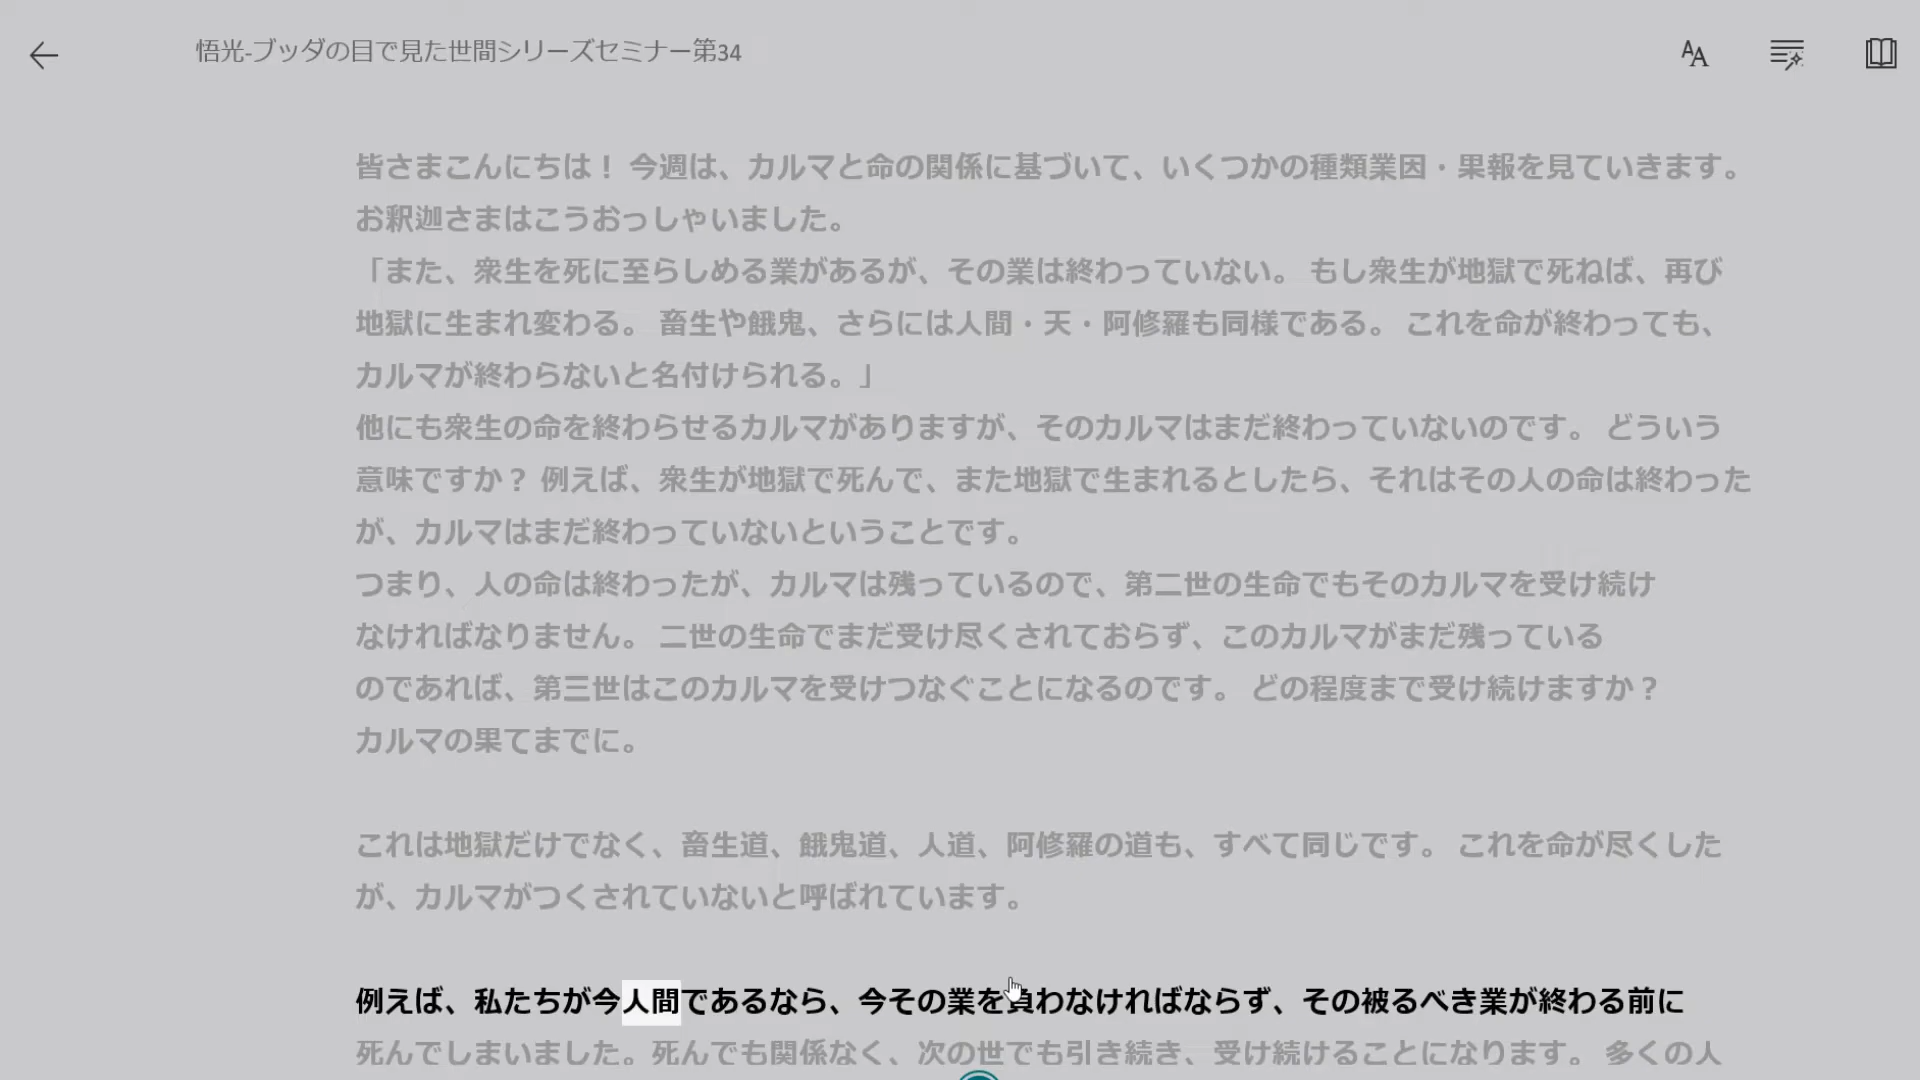 悟光-ブッダの目で見た世間シリーズセミナー第34
皆さまこんにちは！ 今週は、カルマと命の関係に基づいて、いくつかの種類業因・果報を見ていきます。
お釈迦さまはこうおっしゃいました。
「また、衆生を死に至らしめる業があるが、その業は終わっていない。 もし衆生が地獄で死ねば、再び
地獄に生まれ変わる。 畜生や餓鬼、さらには人間・天・阿修羅も同様である。 これを命が終わっても、
カルマが終わらないと名付けられる。」
他にも衆生の命を終わらせるカルマがありますが、そのカルマはまだ終わっていないのです。 どういう
意味ですか？ 例えば、衆生が地獄で死んで、また地獄で生まれるとしたら、それはその人の命は終わった
が、カルマはまだ終わっていないということです。
つまり、人の命は終わったが、カルマは残っているので、第二世の生命でもそのカルマを受け続け
なければなりません。 二世の生命でまだ受け尽くされておらず、このカルマがまだ残っている
のであれば、第三世はこのカルマを受けつなぐことになるのです。 どの程度まで受け続けますか？
カルマの果てまでに。
これは地獄だけでなく、畜生道、餓鬼道、人道、阿修羅の道も、すべて同じです。 これを命が尽くした
が、カルマがつくされていないと呼ばれています。
例えば、私たちが今人間であるなら、今その業を負わなければならず、その被るべき業が終わる前に
死んでしまいました。死んでも関係なく、次の世でも引き続き、受け続けることになります。 多くの人